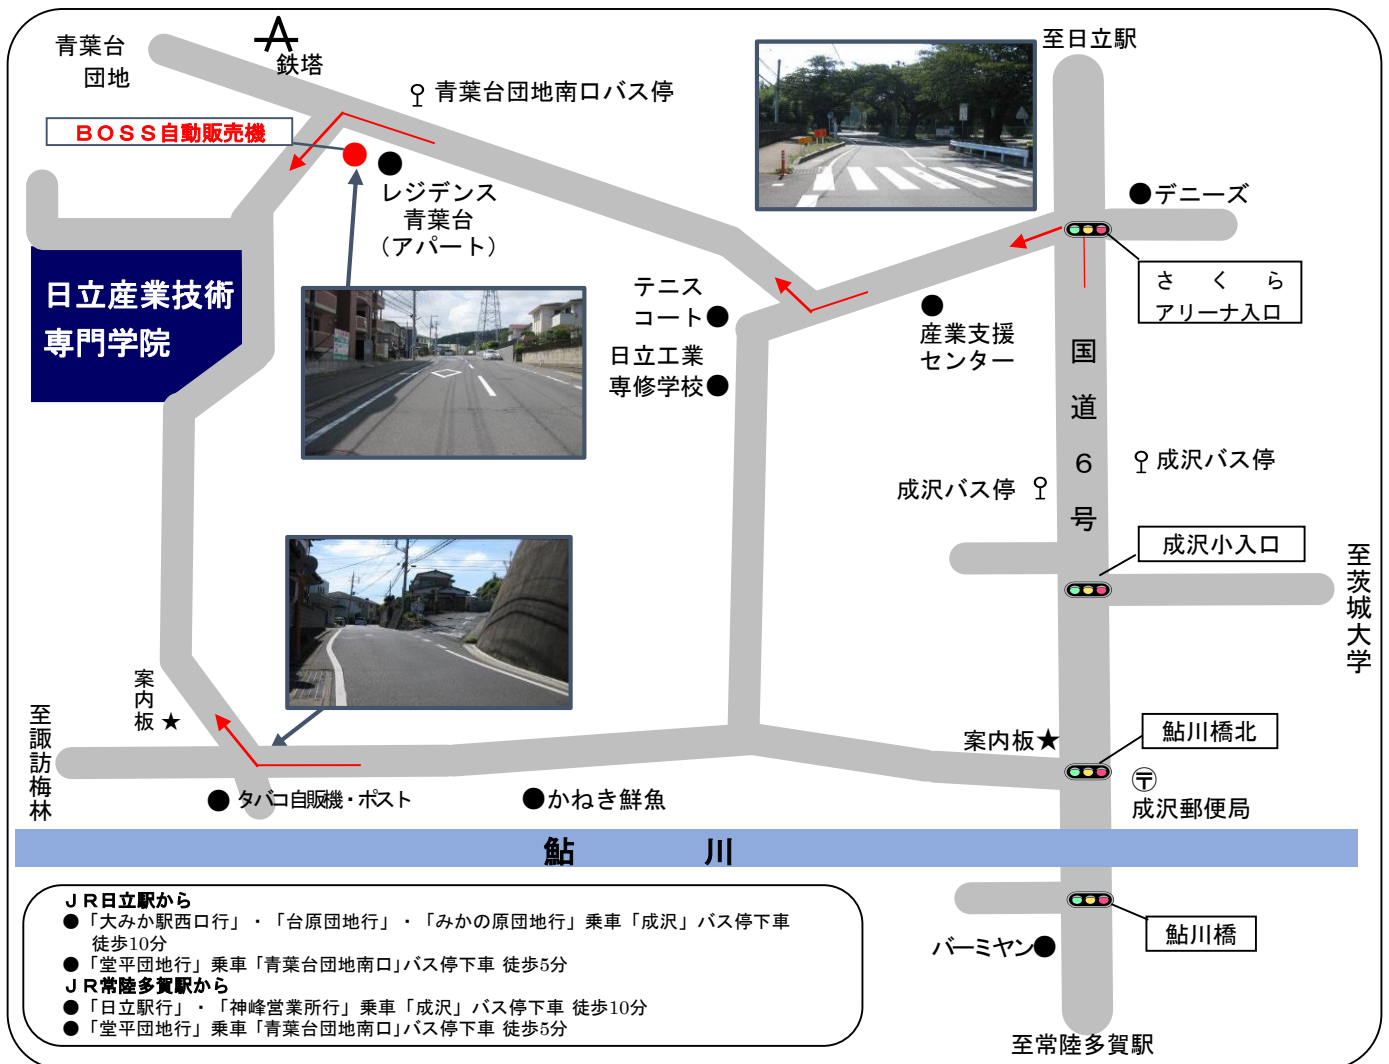 青葉台
団地
鉄塔
青葉台団地南口バス停
至日立駅
BOSS自動販売機
レジデンス
青葉台
（アパート）
デニーズ
さくら
アリーナ入口
日立産業技術
専門学院
テニス
コート
日立工業
専修学校
産業支援
センター
国道6号
成沢バス停
成沢バス停
成沢小入口
至茨城大学
案内板★
至諏訪梅林
案内板★
鮎川橋北
〒
成沢郵便局
タバコ自販機・ポスト
かねき鮮魚
鮎川
ＪＲ日立駅から
●「大みか駅西口行」・「台原団地行」・「みかの原団地行」乗車「成沢」バス停下車
徒歩10分
●「堂平団地行」乗車「青葉台団地南口」バス停下車 徒歩5分
ＪＲ常陸多賀駅から
●「日立駅行」・「神峰営業所行」乗車「成沢」バス停下車 徒歩10分
●「堂平団地行」乗車「青葉台団地南口」バス停下車 徒歩5分
鮎川橋
バーミヤン
至常陸多賀駅